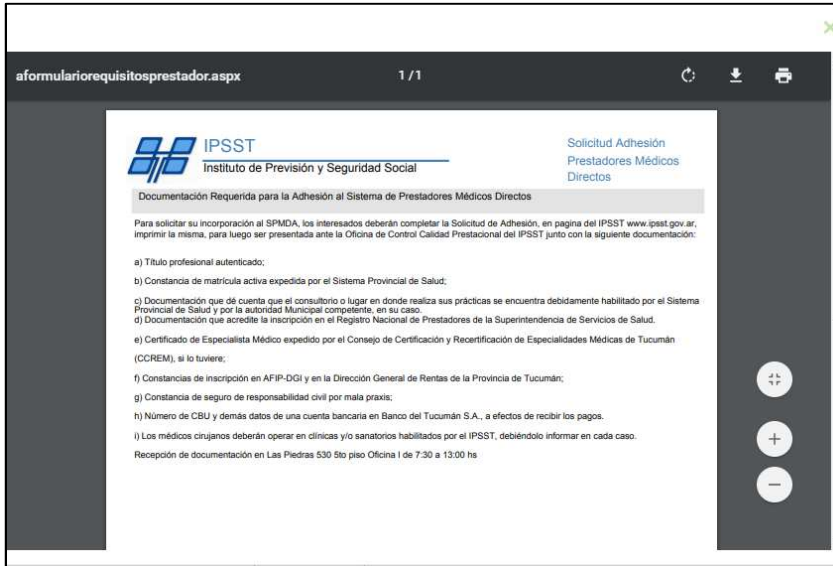 aformulariorequisitosprestador.aspx
1 / 1
IPSST
Instituto de Previsión y Seguridad Social
Solicitud Adhesión
Prestadores Médicos
Directos
Documentación Requerida para la Adhesión al Sistema de Prestadores Médicos Directos
Para solicitar su incorporación al SPMDA, los interesados deberán completar la Solicitud de Adhesión, en pagina del IPSST www.ipsst.gov.ar,
imprimir la misma, para luego ser presentada ante la Oficina de Control Calidad Prestacional del IPSST junto con la siguiente documentación:
a) Título profesional autenticado;
b) Constancia de matrícula activa expedida por el Sistema Provincial de Salud;
c) Documentación que dé cuenta que el consultorio o lugar en donde realiza sus prácticas se encuentra debidamente habilitado por el Sistema
Provincial de Salud y por la autoridad Municipal competente, en su caso.
d) Documentación que acredite la inscripción en el Registro Nacional de Prestadores de la Superintendencia de Servicios de Salud.
e) Certificado de Especialista Médico expedido por el Consejo de Certificación y Recertificación de Especialidades Médicas de Tucumán
(CCREM), si lo tuviere;
f) Constancias de inscripción en AFIP-DGI y en la Dirección General de Rentas de la Provincia de Tucumán;
g) Constancia de seguro de responsabilidad civil por mala praxis;
h) Número de CBU y demás datos de una cuenta bancaria en Banco del Tucumán S.A., a efectos de recibir los pagos.
i) Los médicos cirujanos deberán operar en clínicas y/o sanatorios habilitados por el IPSST, debiéndolo informar en cada caso.
Recepción de documentación en Las Piedras 530 5to piso Oficina I de 7:30 a 13:00 hs